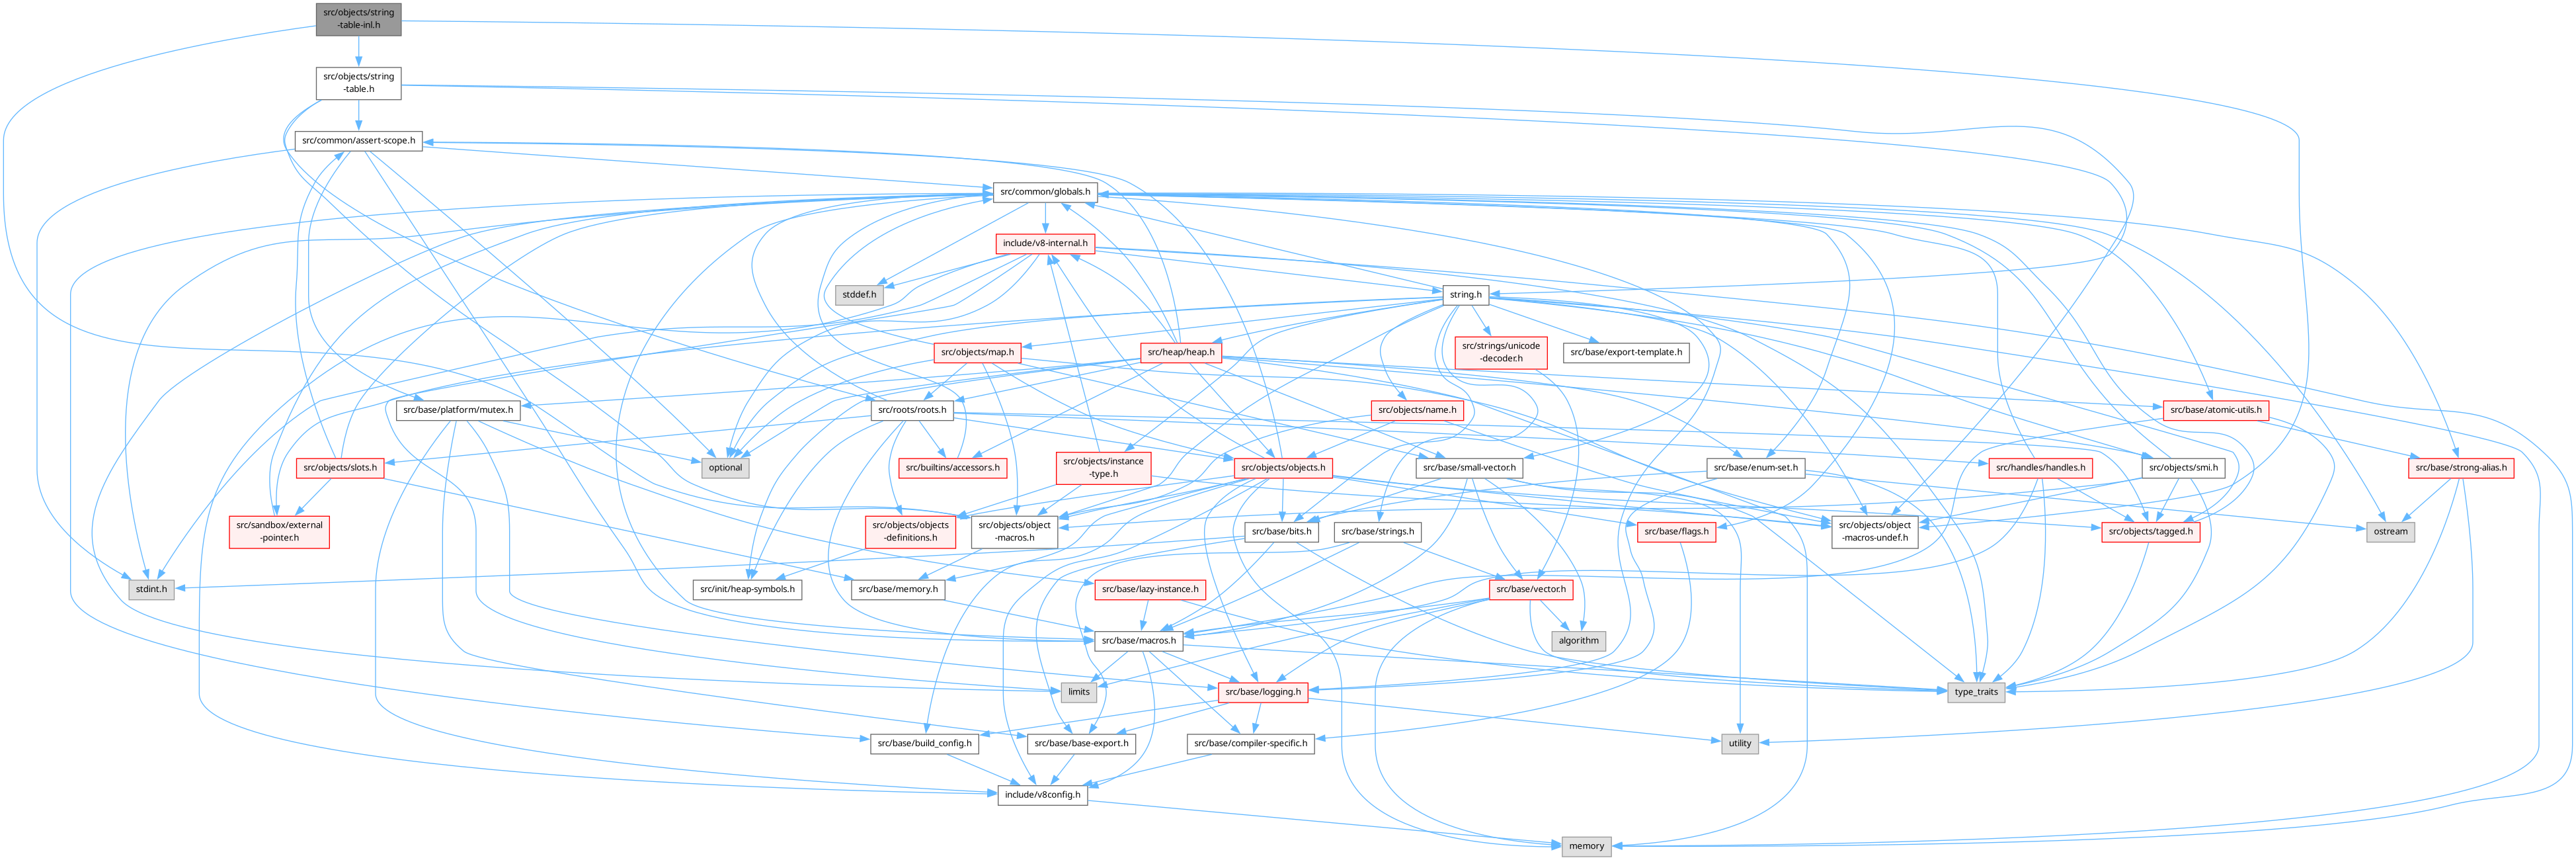 src/objects/string
-table-inl.h
src/objects/string
-table.h
src/common/assert-scope.h
src/common/globals.h
include/v8-internal.h
stddef.h
string.h
src/objects/map.h
src/heap/heap.h
src/strings/unicode
-decoder.h
src/base/export-template.h
src/base/platform/mutex.h
src/roots/roots.h
src/objects/name.h
src/base/atomic-utils.h
src/objects/slots.h
optional
src/builtins/accessors.h
src/objects/instance
-type.h
src/objects/objects.h
src/base/small-vector.h
src/base/enum-set.h
src/handles/handles.h
src/objects/smi.h
src/base/strong-alias.h
src/sandbox/external
-pointer.h
src/objects/objects
-definitions.h
src/objects/object
-macros.h
src/base/bits.h
src/base/strings.h
src/base/flags.h
src/objects/object
-macros-undef.h
src/objects/tagged.h
ostream
stdint.h
src/init/heap-symbols.h
src/base/memory.h
src/base/lazy-instance.h
src/base/vector.h
src/base/macros.h
algorithm
limits
src/base/logging.h
type_traits
src/base/build_config.h
src/base/base-export.h
src/base/compiler-specific.h
utility
include/v8config.h
memory